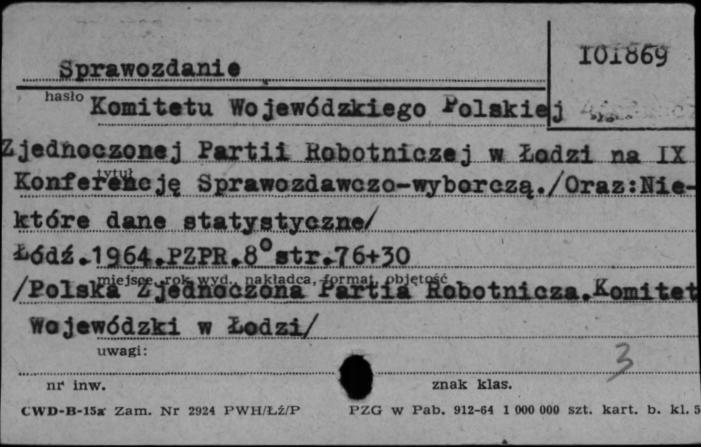 101869
Sprawozdanie
hasło
Komitetu Wojewódzkiego Polskiej
sygn.
Zjednoczonej Partii Robotniczej w Łodzi na IX
tytuł
Konferencję Sprawozdawczo-wyborczą./Oraz:Nie-
które dane statystyczne/
Łódź.1964.PZPR.8°str.76+30
miejsce, rok wyd., nakładca, format, objętość
/Polska Zjednoczona Partia Robotnicza.Komitet
Wojewódzki w Łodzi/
uwagi:
3
nr inw.
znak klas.
CWD-B-15a Zam. Nr 2924 PWH/Łź/P
PZG w Pab. 912-64 1 000 000 szt. kart. b. kl. 5